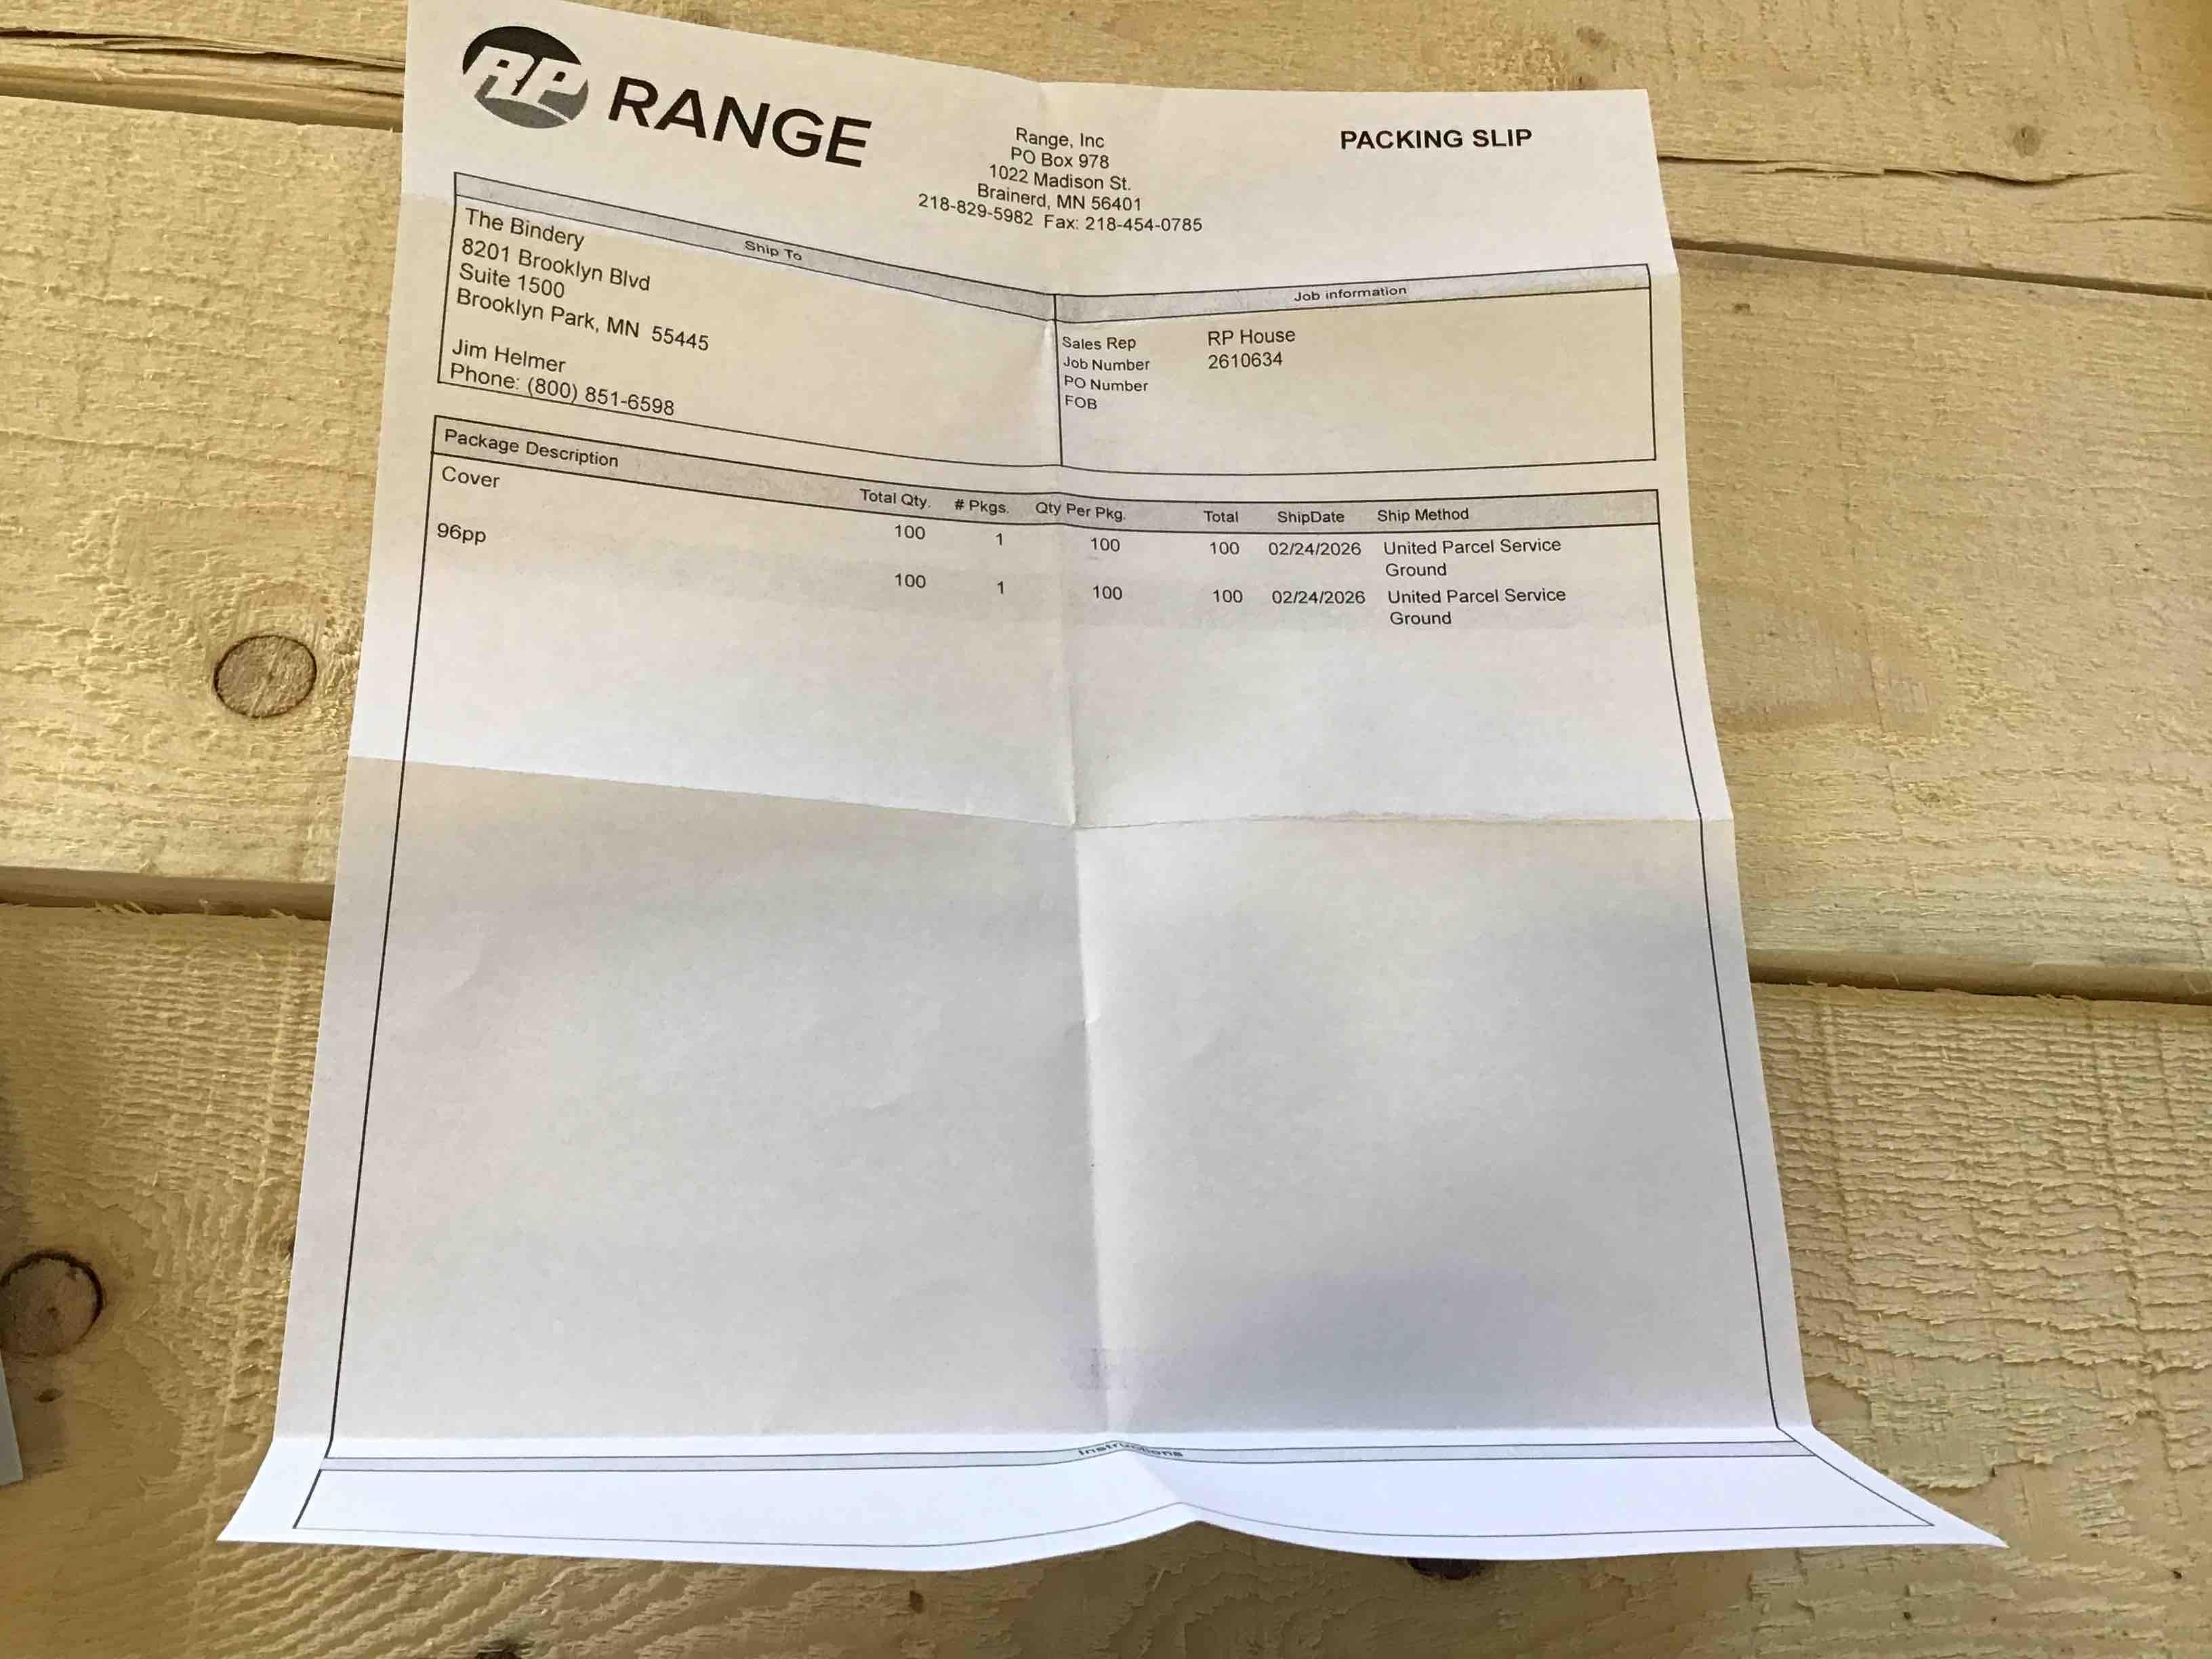 RP RANGE
Range, Inc
PO Box 978
1022 Madison St.
Brainerd, MN 56401
218-829-5982 Fax: 218-454-0785
PACKING SLIP
Ship To
The Bindery
8201 Brooklyn Blvd
Suite 1500
Brooklyn Park, MN 55445
Jim Helmer
Phone: (800) 851-6598
Job information
Sales Rep RP House
Job Number 2610634
PO Number
FOB
Package Description Total Qty. # Pkgs. Qty Per Pkg. Total ShipDate Ship Method
Cover 100 1 100 100 02/24/2026 United Parcel Service
Ground
96pp 100 1 100 100 02/24/2026 United Parcel Service
Ground
Instructions